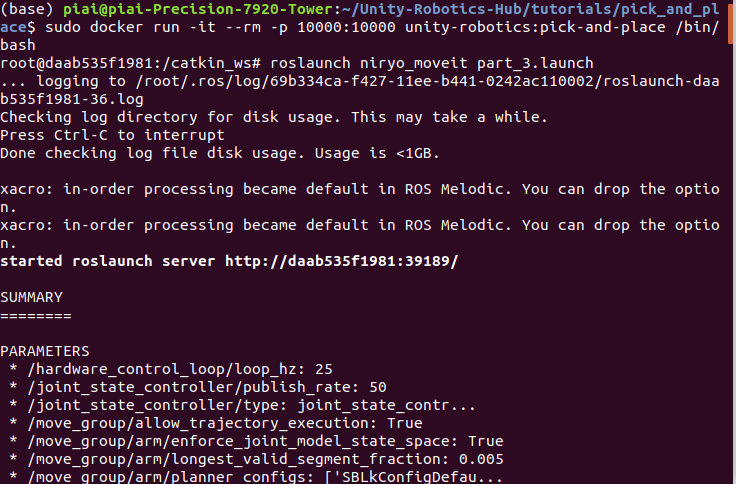 (base) piai@piai-Precision-7920-Tower:~/Unity-Robotics-Hub/tutorials/pick_and_pl
ace$ sudo docker run -it --rm -p 10000:10000 unity-robotics:pick-and-place /bin/
bash
root@daab535f1981:/catkin_ws# roslaunch niryo_moveit part_3.launch
... logging to /root/.ros/log/69b334ca-f427-11ee-b441-0242ac110002/roslaunch-daa
b535f1981-36.log
Checking log directory for disk usage. This may take a while.
Press Ctrl-C to interrupt
Done checking log file disk usage. Usage is <1GB.

xacro: in-order processing became default in ROS Melodic. You can drop the optio
n.
xacro: in-order processing became default in ROS Melodic. You can drop the optio
n.
started roslaunch server http://daab535f1981:39189/

SUMMARY
========

PARAMETERS
 * /hardware_control_loop/loop_hz: 25
 * /joint_state_controller/publish_rate: 50
 * /joint_state_controller/type: joint_state_contr...
 * /move_group/allow_trajectory_execution: True
 * /move_group/arm/enforce_joint_model_state_space: True
 * /move_group/arm/longest_valid_segment_fraction: 0.005
 * /move_group/arm/planner_configs: ['SBLkConfigDefau...